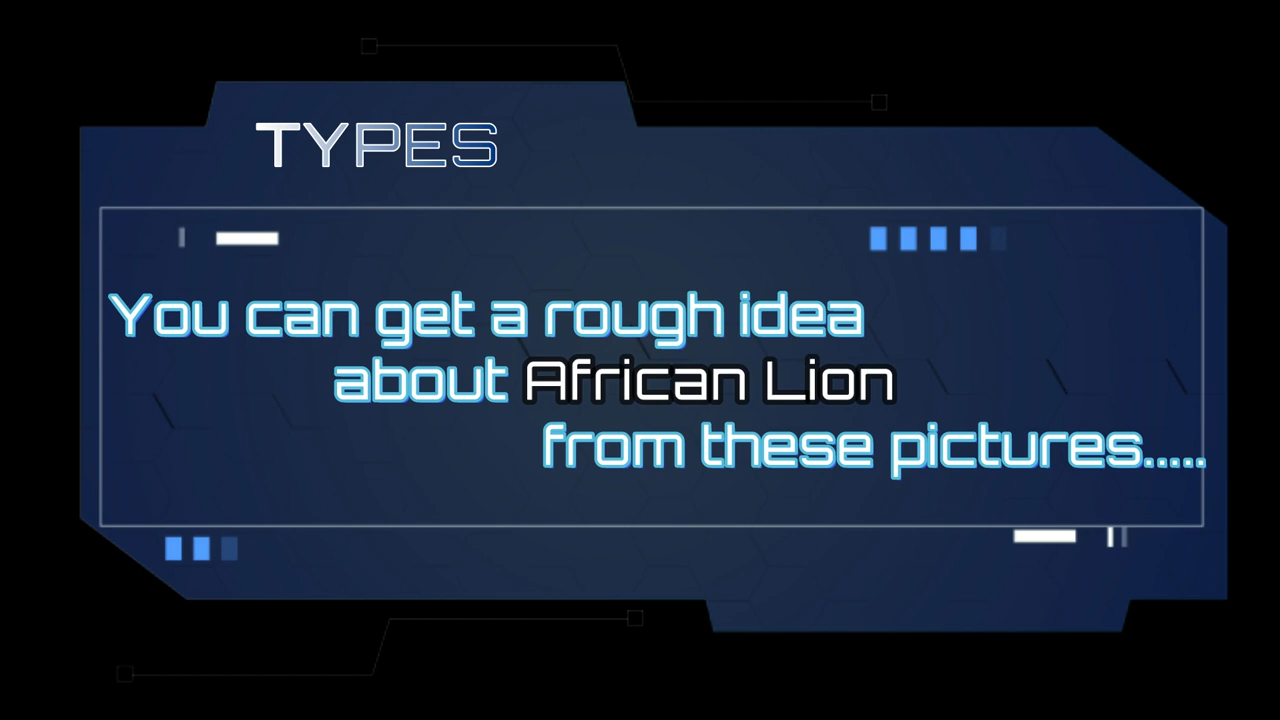 TYPES
You can get a rough idea
about African Lion
from these pictures.....